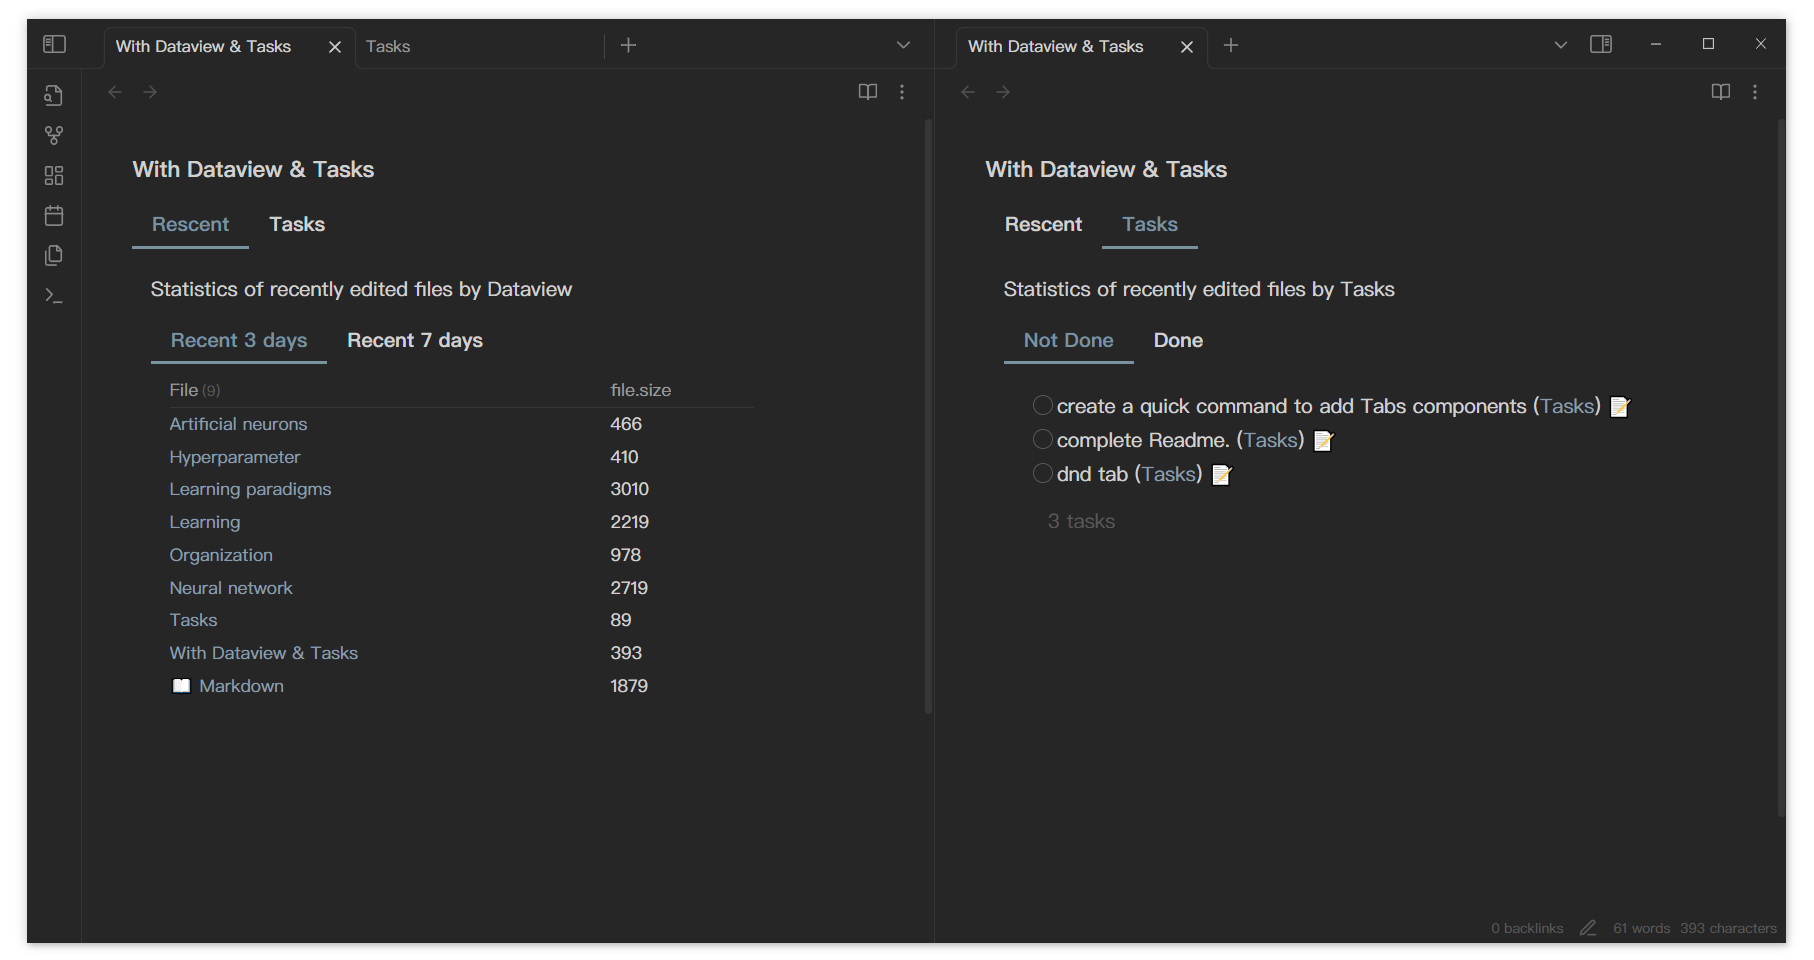 With Dataview & Tasks
Tasks
With Dataview & Tasks
With Dataview & Tasks
Rescent Tasks
Statistics of recently edited files by Dataview
Recent 3 days Recent 7 days
File (9) file.size
Artificial neurons 466
Hyperparameter 410
Learning paradigms 3010
Learning 2219
Organization 978
Neural network 2719
Tasks 89
With Dataview & Tasks 393
Markdown 1879
With Dataview & Tasks
Rescent Tasks
Statistics of recently edited files by Tasks
Not Done Done
create a quick command to add Tabs components (Tasks) 📝
complete Readme. (Tasks) 📝
dnd tab (Tasks) 📝
3 tasks
0 backlinks 61 words 393 characters